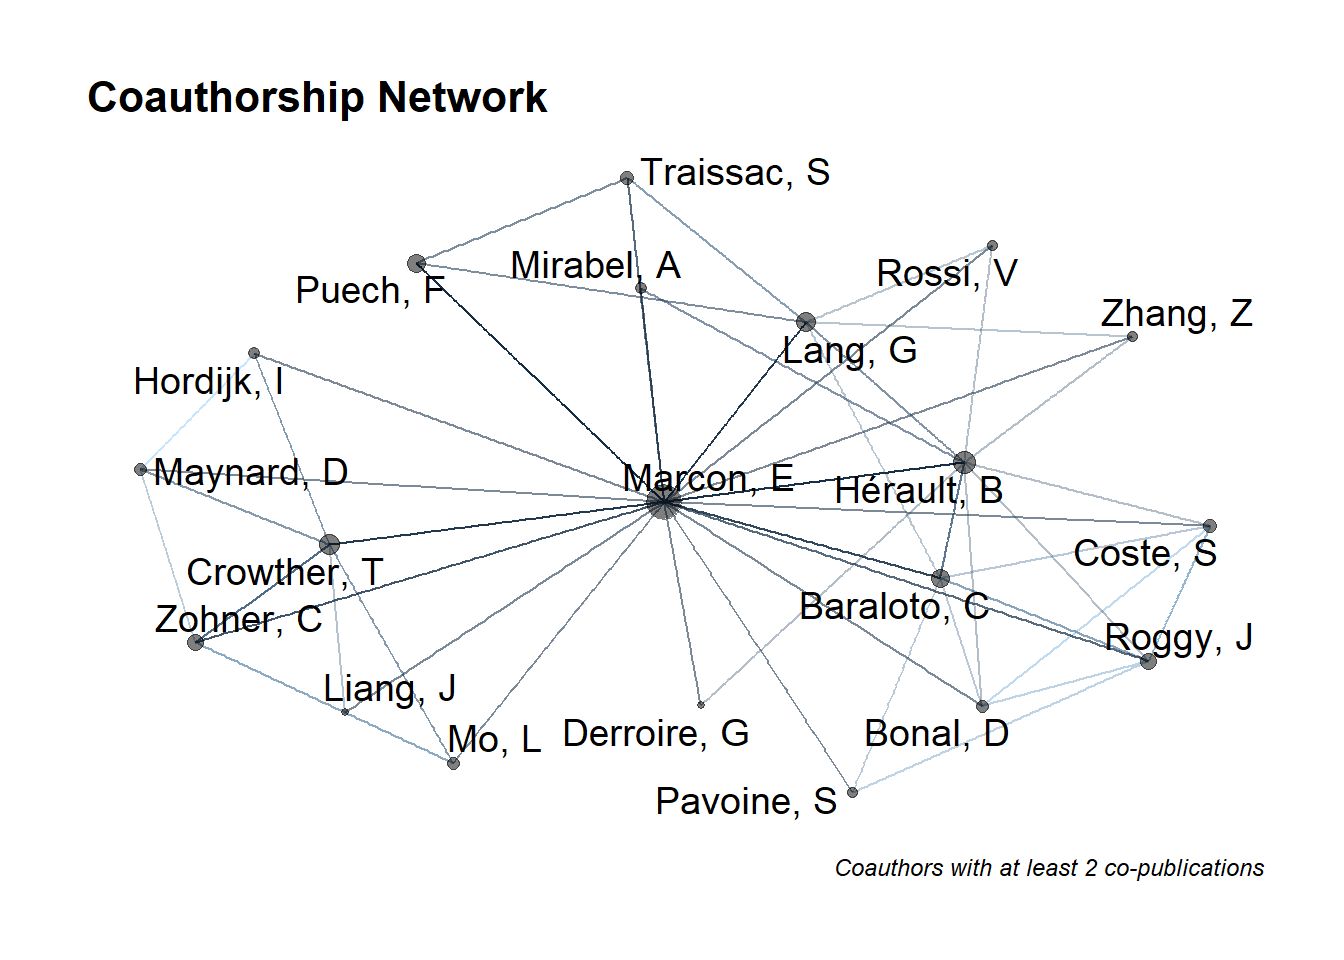 Coauthorship Network
Traissac, S
Mirabel, A
Rossi, V
Puech, F
Zhang, Z
Lang, G
Hordijk, I
Maynard, D
Marcon, E
Hérault, B
Coste, S
Crowther, T
Baraloto, C
Zohner, C
Roggy, J
Liang, J
Mo, L
Derroire, G
Bonal, D
Pavoine, S
Coauthors with at least 2 co-publications